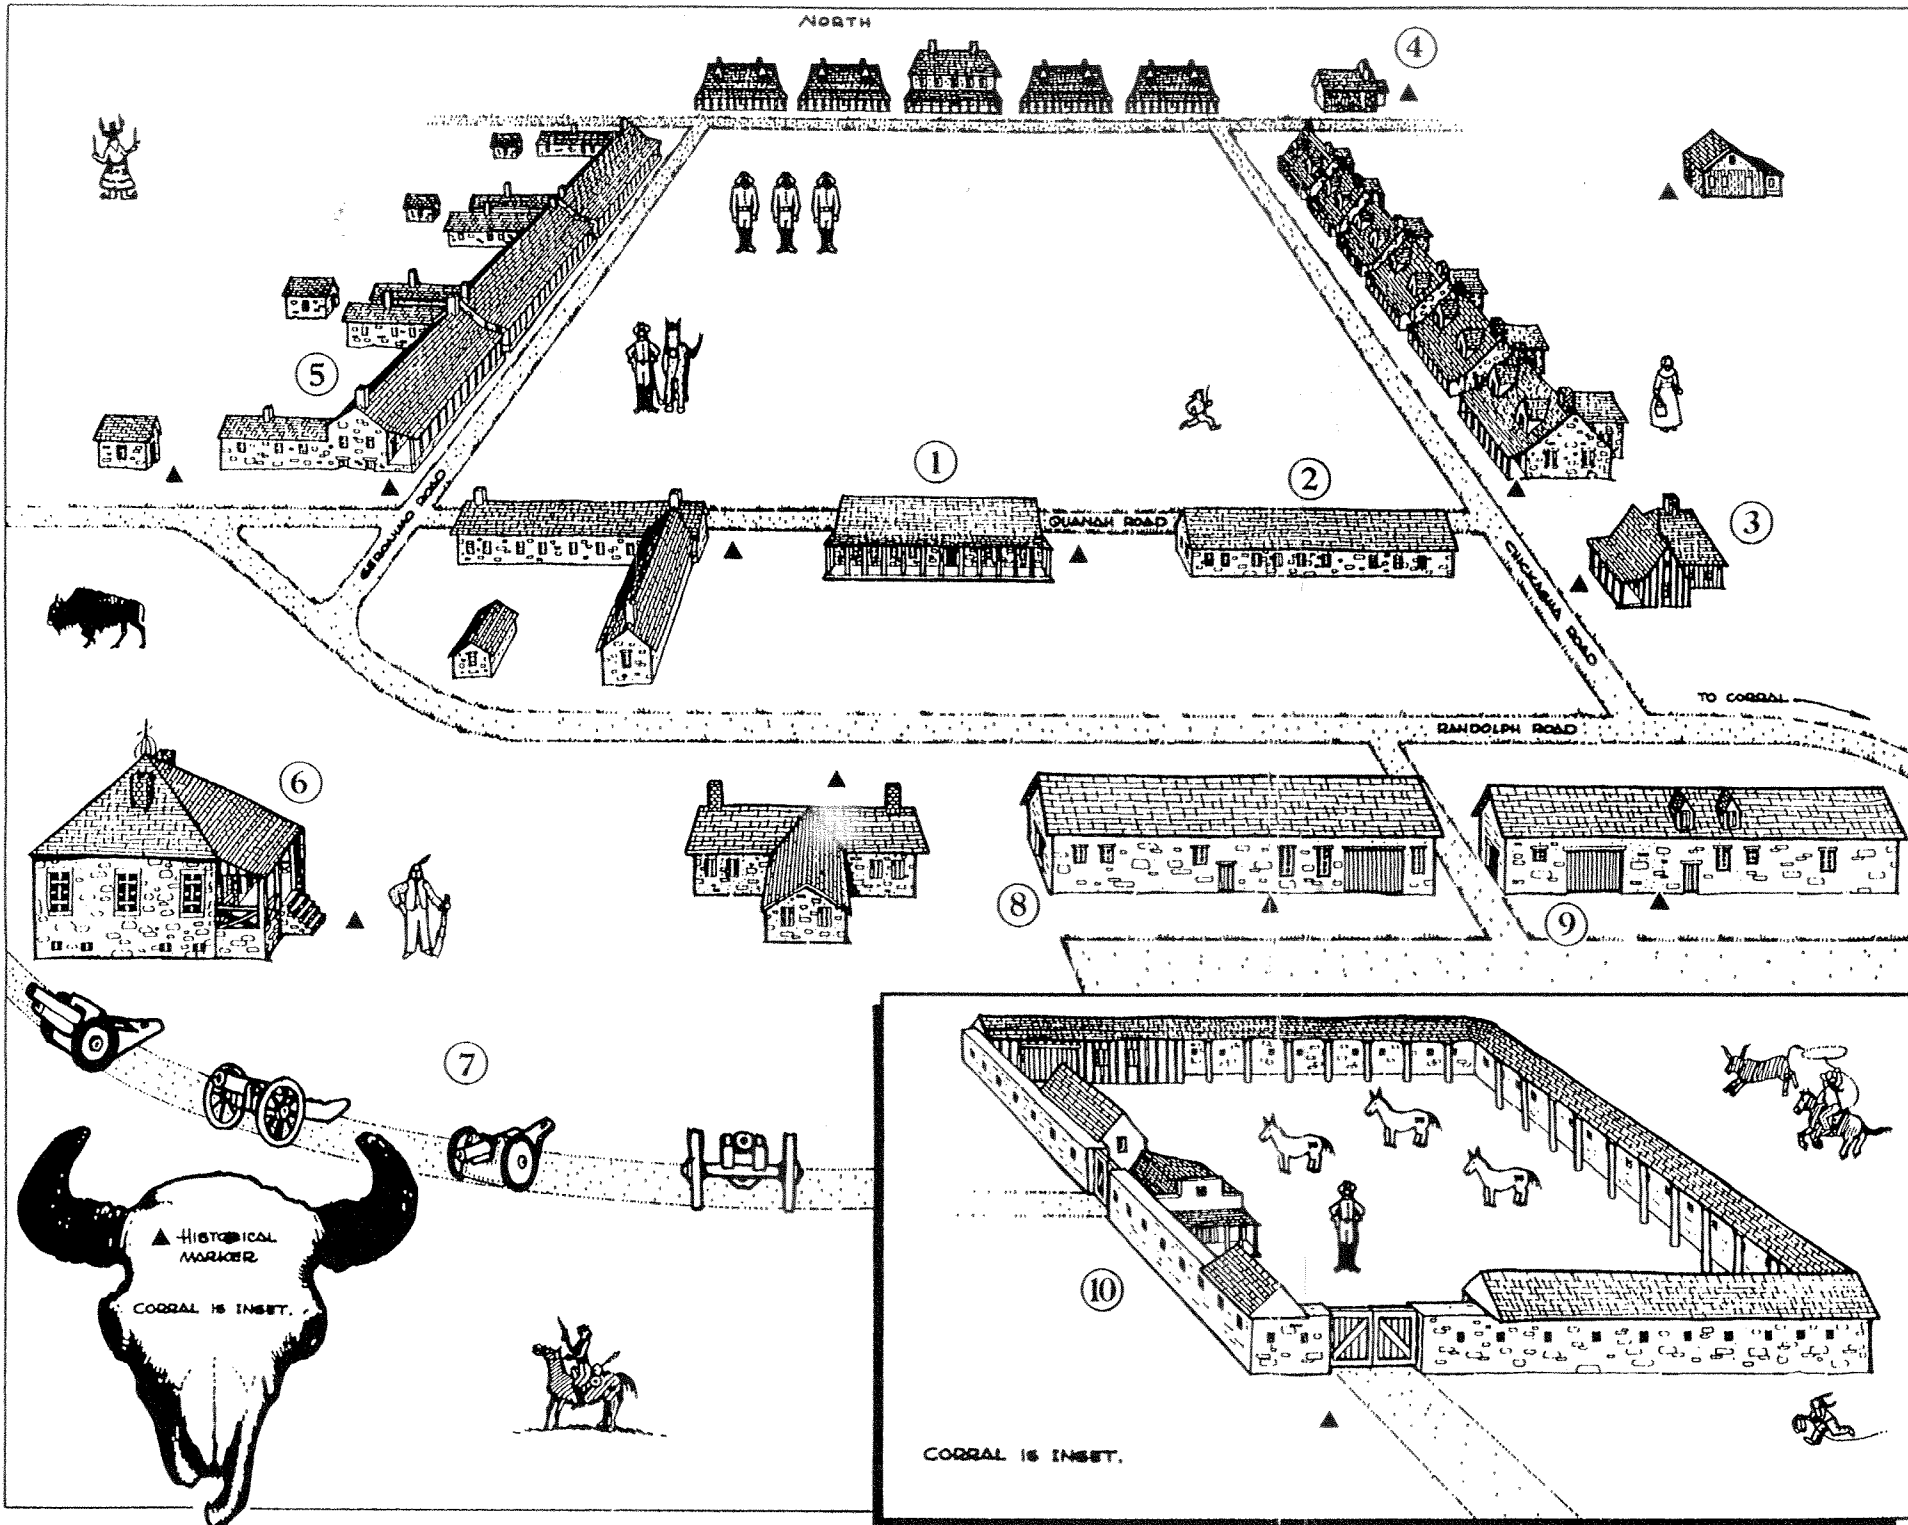 NORTH
4
5
1
2
3
GERONIMO ROAD
QUANAH ROAD
CHICKASHA ROAD
TO CORRAL
RANDOLPH ROAD
6
8
9
7
HISTORICAL
MARKER
CORRAL IS INSET.
10
CORRAL IS INSET.